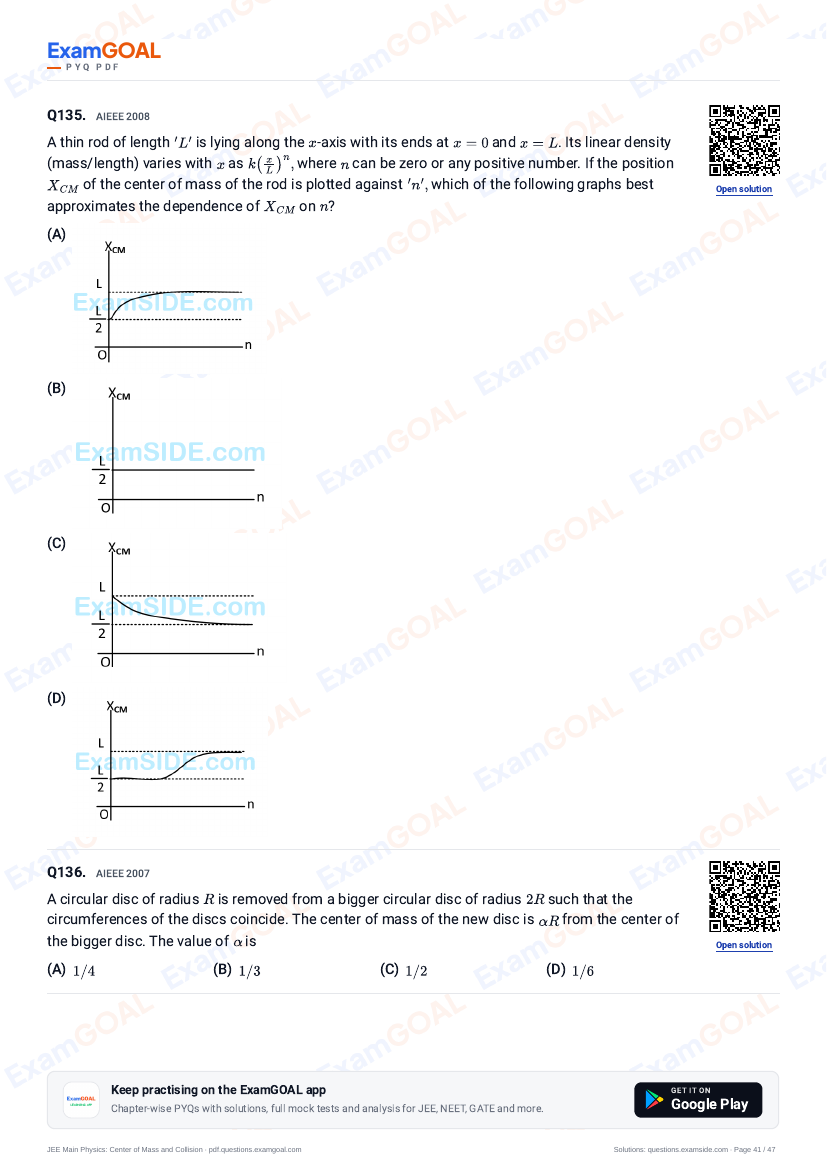 ExamGOAL
PYQ PDF
Q135. AIEEE 2008
A thin rod of length 'L' is lying along the x-axis with its ends at x = 0 and x = L. Its linear density
(mass/length) varies with x as k(x/L)^n, where n can be zero or any positive number. If the position
X_CM of the center of mass of the rod is plotted against 'n', which of the following graphs best
approximates the dependence of X_CM on n?
Open solution
(A)
X_CM
L
ExamSIDE.com
L/2
O
n
(B)
X_CM
ExamSIDE.com
L/2
O
n
(C)
X_CM
L
ExamSIDE.com
L/2
O
n
(D)
X_CM
L
ExamSIDE.com
L/2
O
n
Q136. AIEEE 2007
A circular disc of radius R is removed from a bigger circular disc of radius 2R such that the
circumferences of the discs coincide. The center of mass of the new disc is αR from the center of
the bigger disc. The value of α is
Open solution
(A) 1/4 (B) 1/3 (C) 1/2 (D) 1/6
ExamGOAL
Keep practising on the ExamGOAL app
Chapter-wise PYQs with solutions, full mock tests and analysis for JEE, NEET, GATE and more.
GET IT ON
Google Play
JEE Main Physics: Center of Mass and Collision · pdf.questions.examgoal.com
Solutions: questions.examside.com · Page 41 / 47